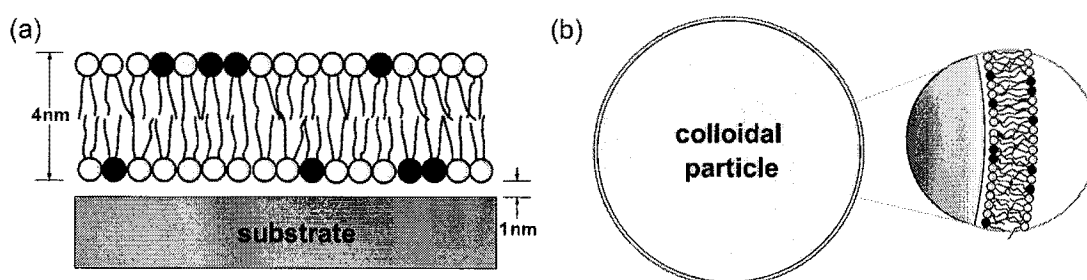 (a)
4nm
substrate
1nm
(b)
colloidal
particle